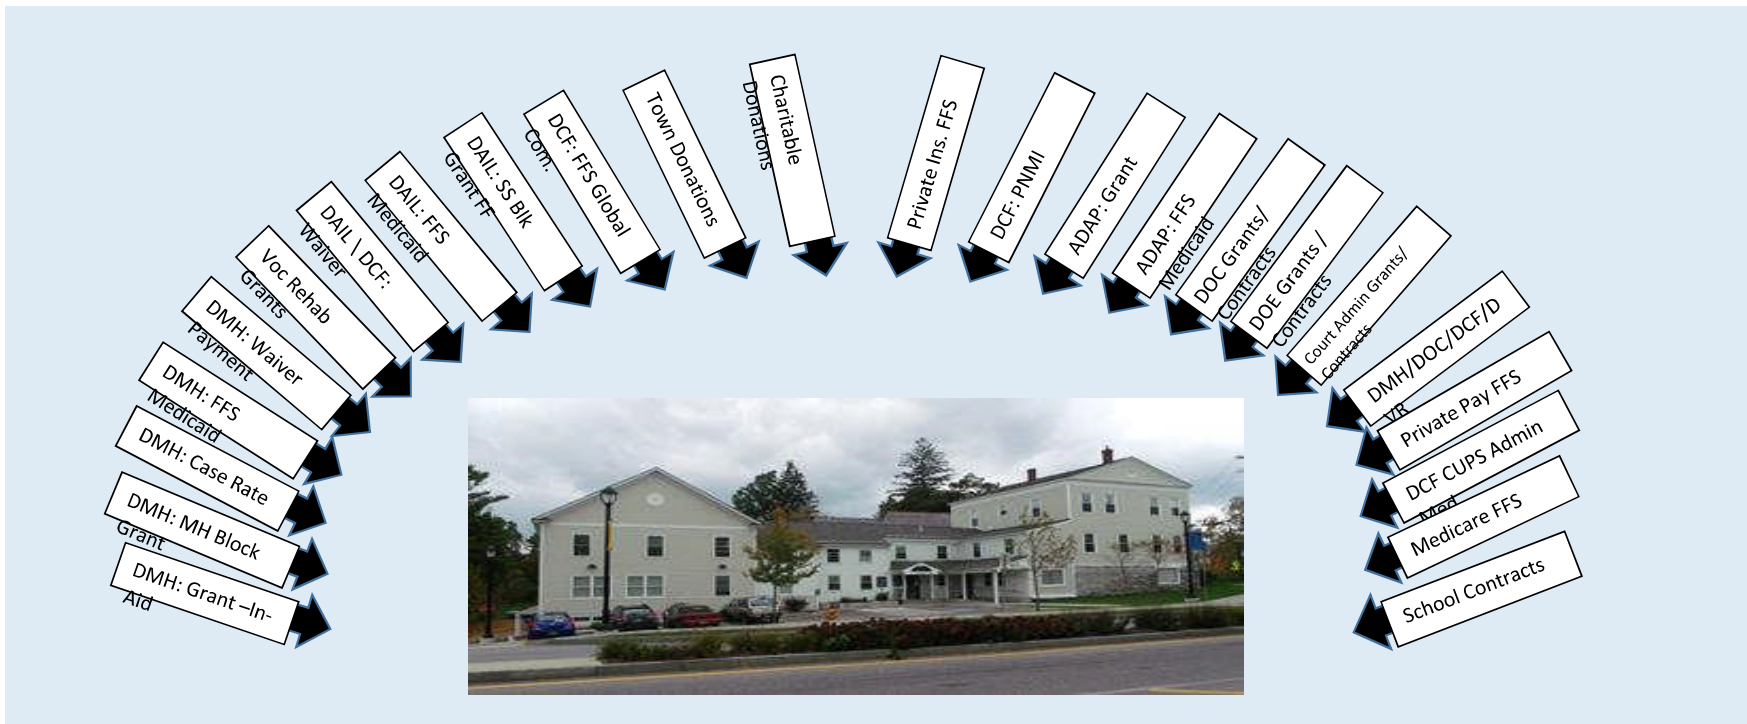 DMH: Grant –In-
Aid
DMH: MH Block
Grant
DMH: Case Rate
DMH: FFS
Medicaid
DMH: Waiver
Payment
Voc Rehab
Grants
DAIL \ DCF:
Waiver
DAIL: FFS
Medicaid
DAIL: SS Blk
Grant FF
DCF: FFS Global
Com.
Town Donations
Charitable
Donations
Private Ins. FFS
DCF: PNMI
ADAP: Grant
ADAP: FFS
Medicaid
DOC Grants/
Contracts
DOE Grants /
Contracts
Court Admin Grants/
Contracts
DMH/DOC/DCF/D
VR
Private Pay FFS
DCF CUPS Admin
Med
Medicare FFS
School Contracts